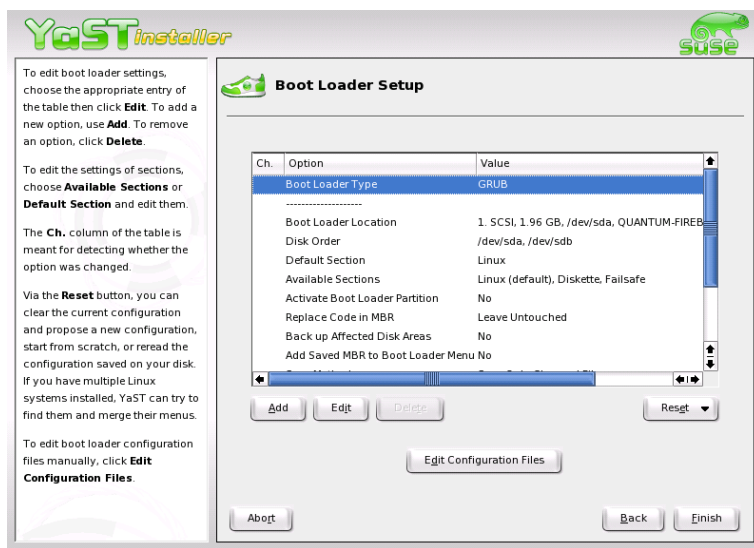 YaST installer
SUSE
To edit boot loader settings,
choose the appropriate entry of
the table then click Edit. To add a
new option, use Add. To remove
an option, click Delete.
To edit the settings of sections,
choose Available Sections or
Default Section and edit them.
The Ch. column of the table is
meant for detecting whether the
option was changed.
Via the Reset button, you can
clear the current configuration
and propose a new configuration,
start from scratch, or reread the
configuration saved on your disk.
If you have multiple Linux
systems installed, YaST can try to
find them and merge their menus.
To edit boot loader configuration
files manually, click Edit
Configuration Files.
Boot Loader Setup
Ch. Option Value
Boot Loader Type GRUB
--------------------
Boot Loader Location 1. SCSI, 1.96 GB, /dev/sda, QUANTUM-FIREB
Disk Order /dev/sda, /dev/sdb
Default Section Linux
Available Sections Linux (default), Diskette, Failsafe
Activate Boot Loader Partition No
Replace Code in MBR Leave Untouched
Back up Affected Disk Areas No
Add Saved MBR to Boot Loader Menu No
Add Edit Delete Reset
Edit Configuration Files
Abort Back Finish